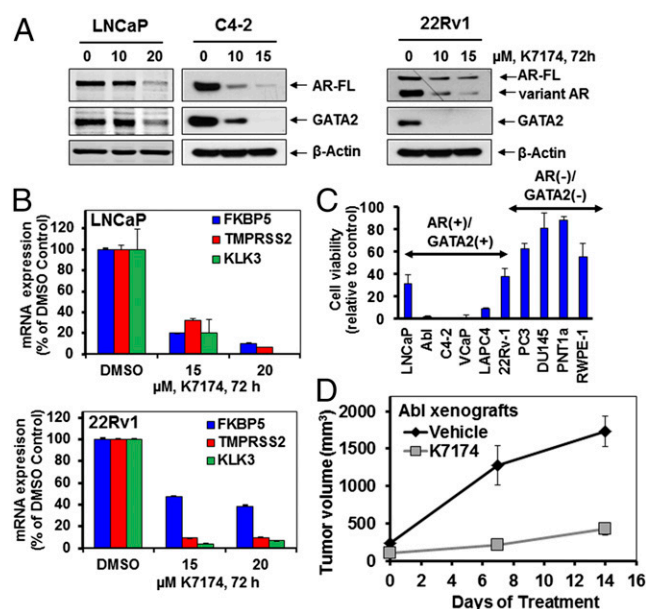 A
LNCaP
C4-2
22Rv1
0 10 20
0 10 15
µM, K7174, 72h
0 10 15
AR-FL
AR-FL
variant AR
GATA2
GATA2
β-Actin
β-Actin
B
mRNA expression
(% of DMSO Control)
LNCaP
FKBP5
TMPRSS2
KLK3
120
100
80
60
40
20
0
DMSO
15
20
µM, K7174, 72 h
mRNA expresison
(% of DMSO Control)
22Rv1
FKBP5
TMPRSS2
KLK3
120
100
80
60
40
20
0
DMSO
15
20
µM K7174, 72 h
C
Cell viability
(relative to control)
AR(-)/
GATA2(-)
AR(+)/
GATA2(+)
100
80
60
40
20
0
LNCaP
Abl
C4-2
VCaP
LAPC4
22Rv-1
PC3
DU145
PNT1a
RWPE-1
D
Tumor volume (mm³)
Abl xenografts
Vehicle
K7174
2000
1500
1000
500
0
0 2 4 6 8 10 12 14
Days of Treatment